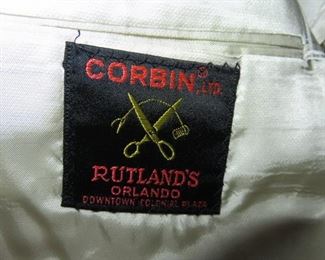 CORBIN,® LTD.
RUTLAND'S
ORLANDO
DOWNTOWN COLONIAL PLAZA